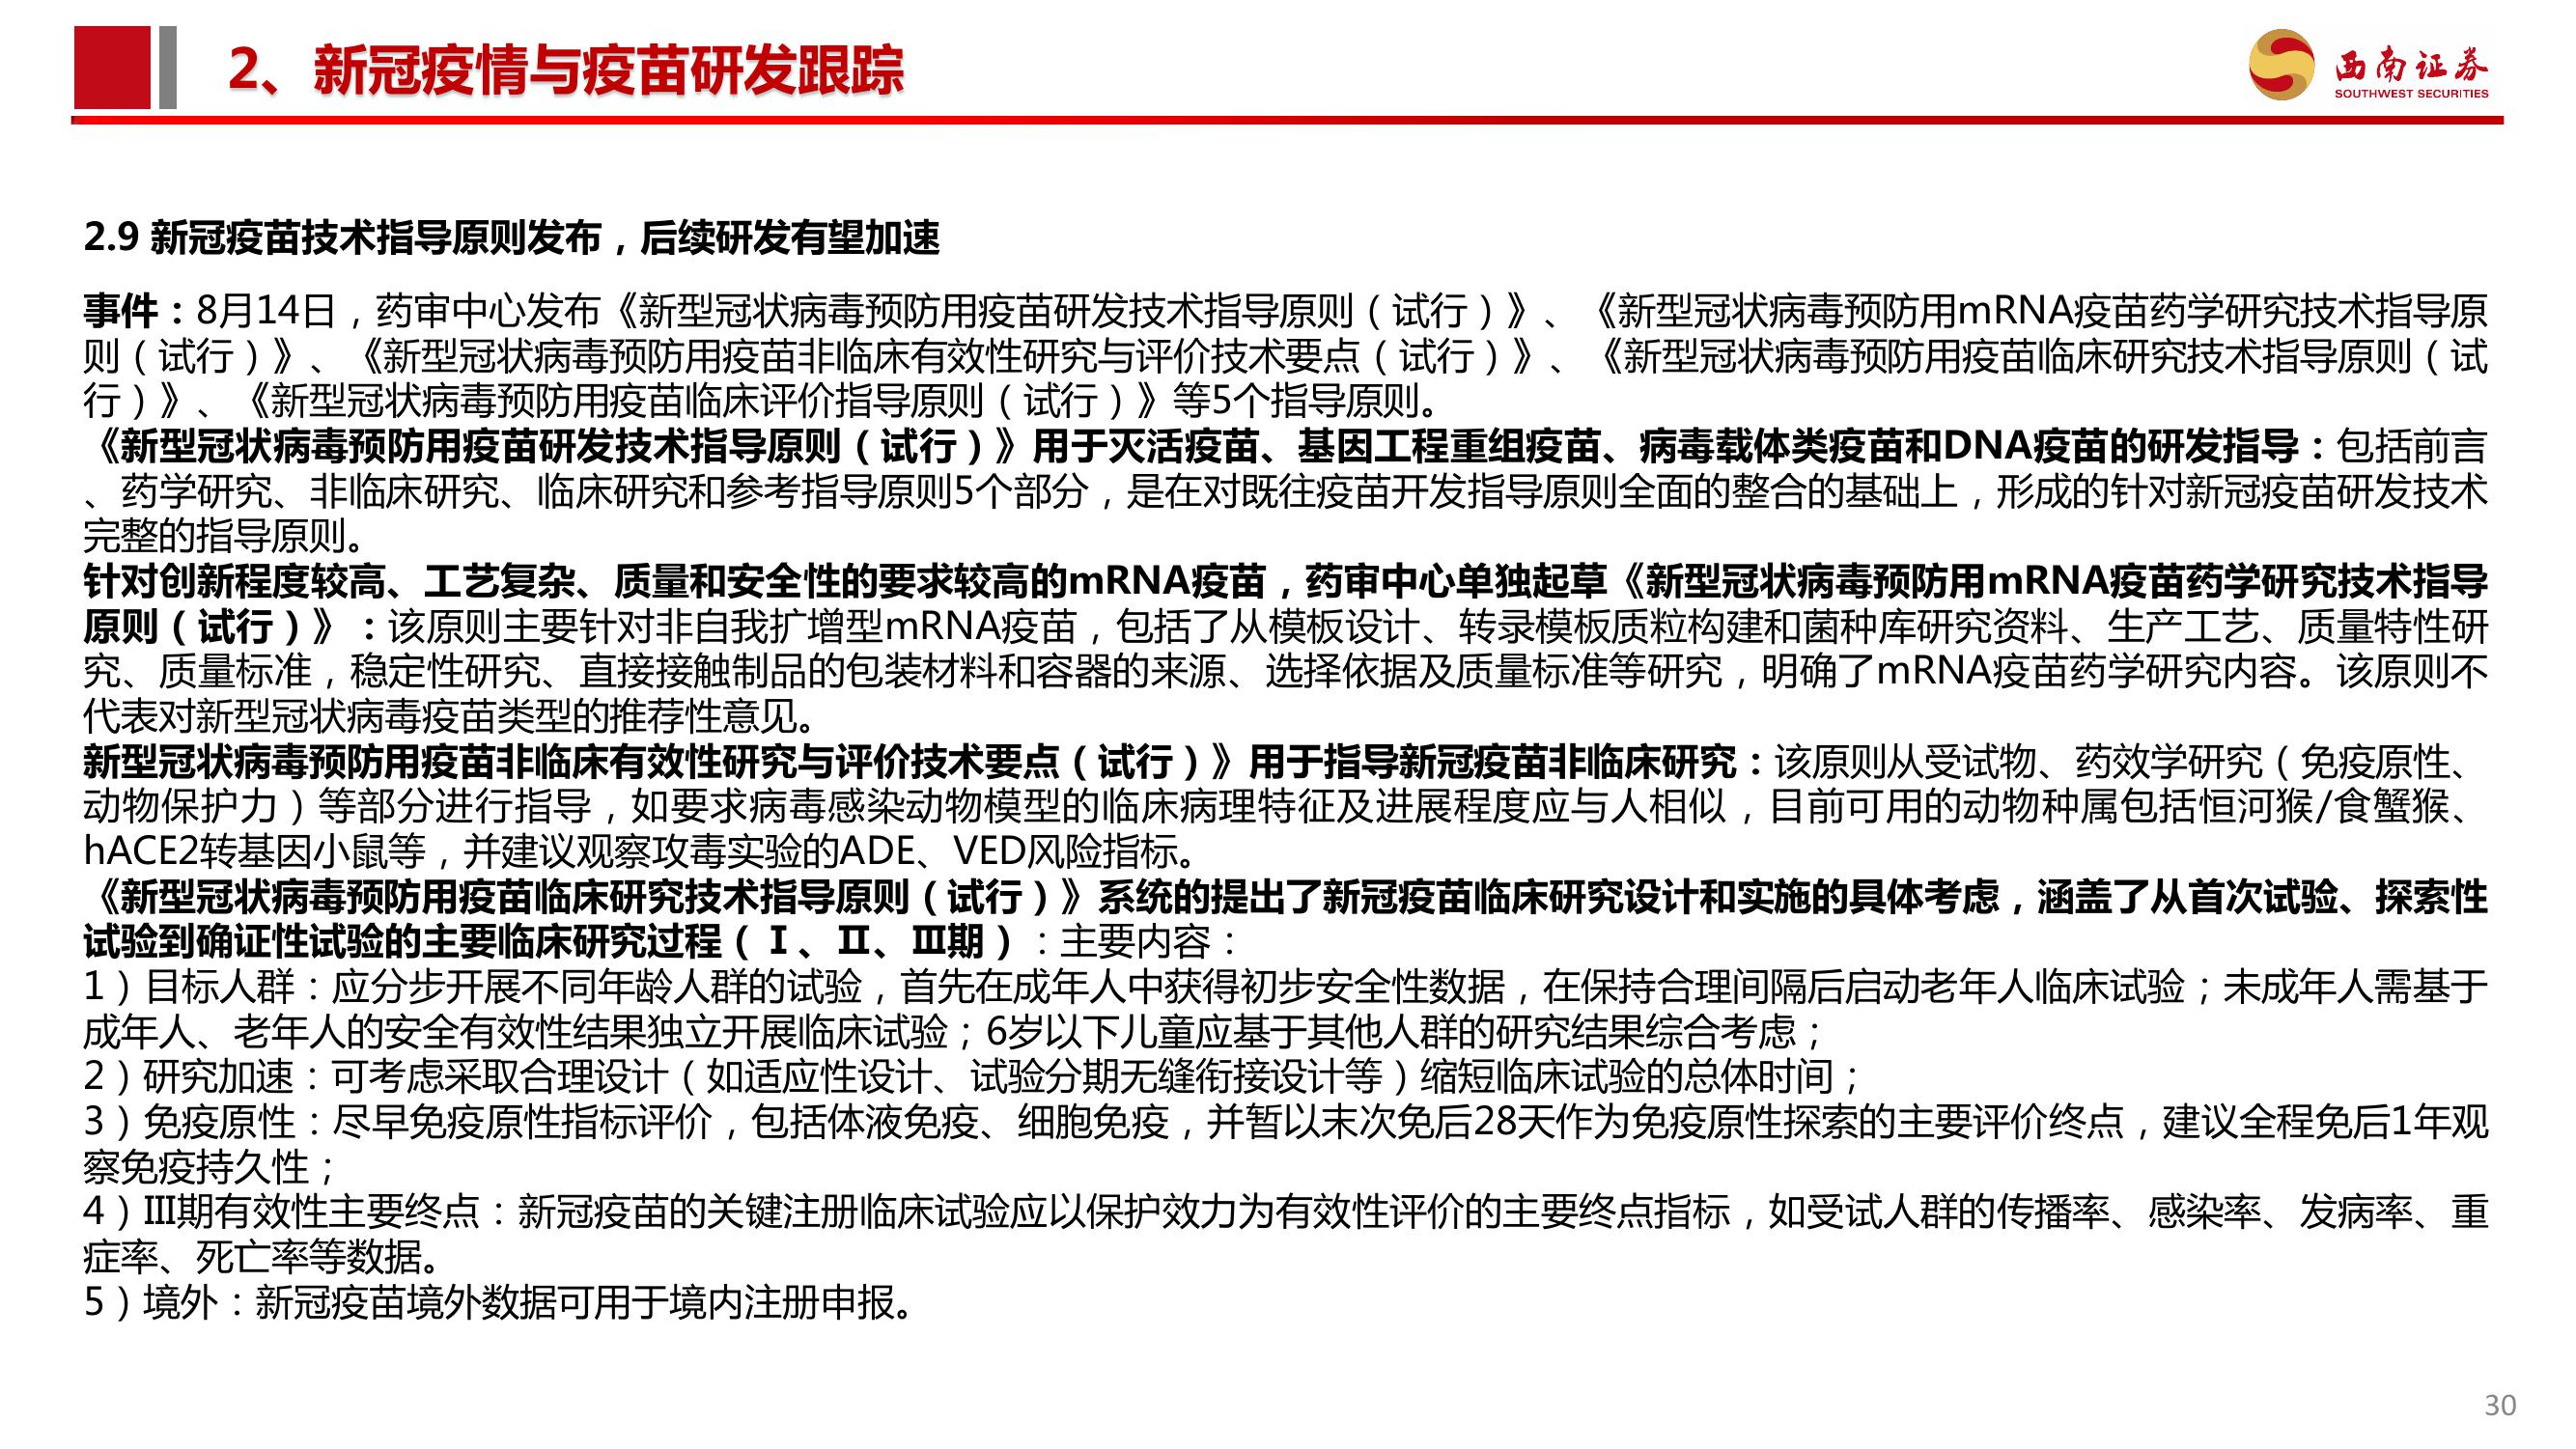 2、新冠疫情与疫苗研发跟踪
西南证券
SOUTHWEST SECURITIES
2.9 新冠疫苗技术指导原则发布，后续研发有望加速
事件：8月14日，药审中心发布《新型冠状病毒预防用疫苗研发技术指导原则（试行）》、《新型冠状病毒预防用mRNA疫苗药学研究技术指导原
则（试行）》、《新型冠状病毒预防用疫苗非临床有效性研究与评价技术要点（试行）》、《新型冠状病毒预防用疫苗临床研究技术指导原则（试
行）》、《新型冠状病毒预防用疫苗临床评价指导原则（试行）》等5个指导原则。
《新型冠状病毒预防用疫苗研发技术指导原则（试行）》用于灭活疫苗、基因工程重组疫苗、病毒载体类疫苗和DNA疫苗的研发指导：包括前言
、药学研究、非临床研究、临床研究和参考指导原则5个部分，是在对既往疫苗开发指导原则全面的整合的基础上，形成的针对新冠疫苗研发技术
完整的指导原则。
针对创新程度较高、工艺复杂、质量和安全性的要求较高的mRNA疫苗，药审中心单独起草《新型冠状病毒预防用mRNA疫苗药学研究技术指导
原则（试行）》：该原则主要针对非自我扩增型mRNA疫苗，包括了从模板设计、转录模板质粒构建和菌种库研究资料、生产工艺、质量特性研
究、质量标准，稳定性研究、直接接触制品的包装材料和容器的来源、选择依据及质量标准等研究，明确了mRNA疫苗药学研究内容。该原则不
代表对新型冠状病毒疫苗类型的推荐性意见。
新型冠状病毒预防用疫苗非临床有效性研究与评价技术要点（试行）》用于指导新冠疫苗非临床研究：该原则从受试物、药效学研究（免疫原性、
动物保护力）等部分进行指导，如要求病毒感染动物模型的临床病理特征及进展程度应与人相似，目前可用的动物种属包括恒河猴/食蟹猴、
hACE2转基因小鼠等，并建议观察攻毒实验的ADE、VED风险指标。
《新型冠状病毒预防用疫苗临床研究技术指导原则（试行）》系统的提出了新冠疫苗临床研究设计和实施的具体考虑，涵盖了从首次试验、探索性
试验到确证性试验的主要临床研究过程（Ⅰ、Ⅱ、Ⅲ期）：主要内容：
1）目标人群：应分步开展不同年龄人群的试验，首先在成年人中获得初步安全性数据，在保持合理间隔后启动老年人临床试验；未成年人需基于
成年人、老年人的安全有效性结果独立开展临床试验；6岁以下儿童应基于其他人群的研究结果综合考虑；
2）研究加速：可考虑采取合理设计（如适应性设计、试验分期无缝衔接设计等）缩短临床试验的总体时间；
3）免疫原性：尽早免疫原性指标评价，包括体液免疫、细胞免疫，并暂以末次免后28天作为免疫原性探索的主要评价终点，建议全程免后1年观
察免疫持久性；
4）III期有效性主要终点：新冠疫苗的关键注册临床试验应以保护效力为有效性评价的主要终点指标，如受试人群的传播率、感染率、发病率、重
症率、死亡率等数据。
5）境外：新冠疫苗境外数据可用于境内注册申报。
30